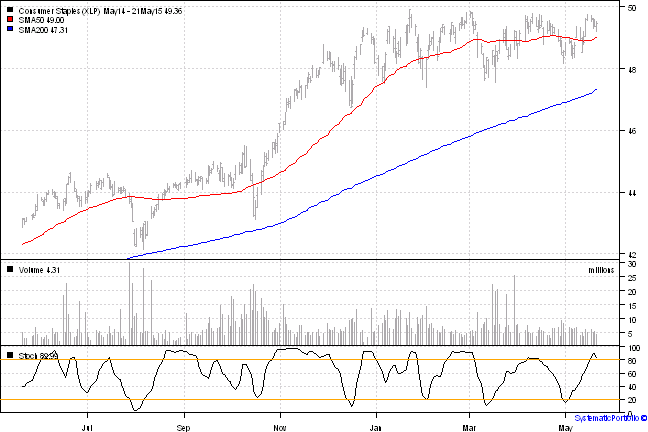 Consumer Staples (XLP) May14 - 21May15 49.36
SMA50 49.00
SMA200 47.31
50
48
46
44
42
Volume 4.31
millions
30
25
20
15
10
5
Stoch
100
80
60
40
20
0
Jul
Sep
Nov
Jan
Mar
May
SystematicPortfolio ©